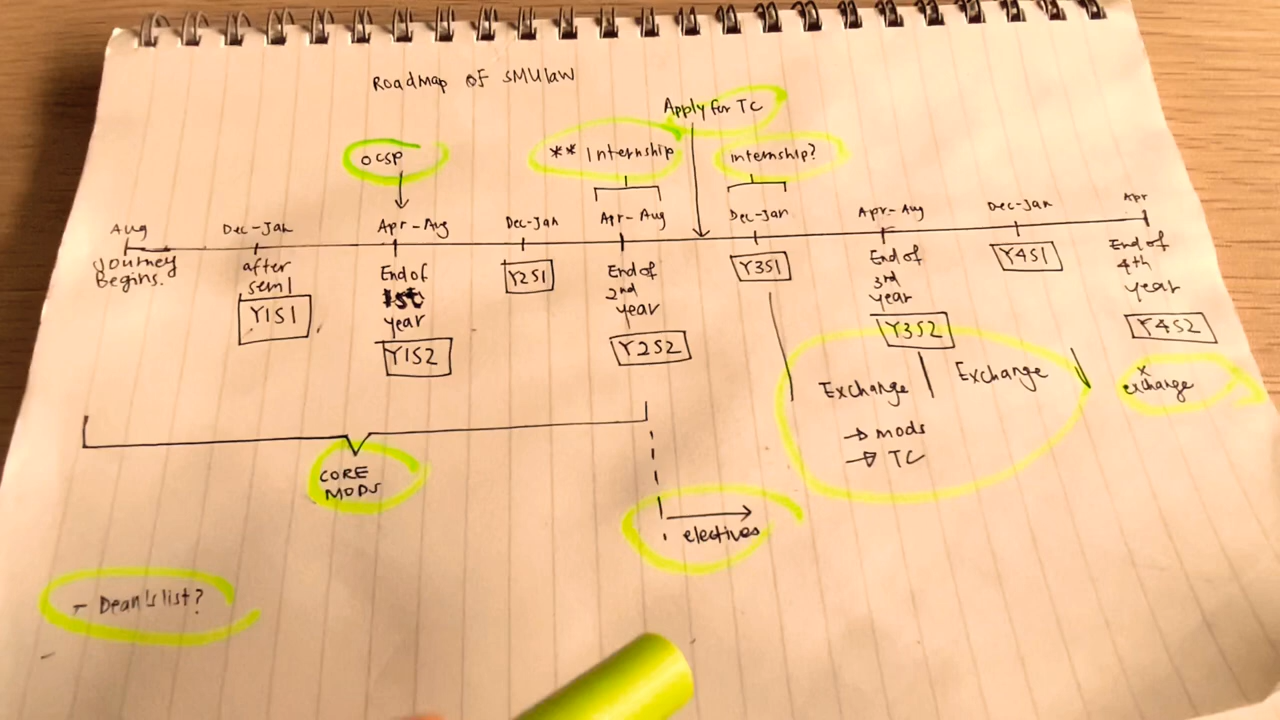 Roadmap OF SMU law
Apply for TC
OCSP
** Internship
internship?
Aug
Dec-Jan
Apr-Aug
Dec-Jan
Apr-Aug
Dec-Jan
Apr-Aug
Dec-Jan
Apr
Journey
Begins.
after
sem1
Y1S1
End of
1st
year
Y1S2
Y2S1
End of
2nd
year
Y2S2
Y3S1
End of
3rd
year
Y3S2
Y4S1
End of
4th
year
Y4S2
Exchange
→ mods
→ TC
Exchange
x
exchange
CORE
MODS
electives
- Dean's list?